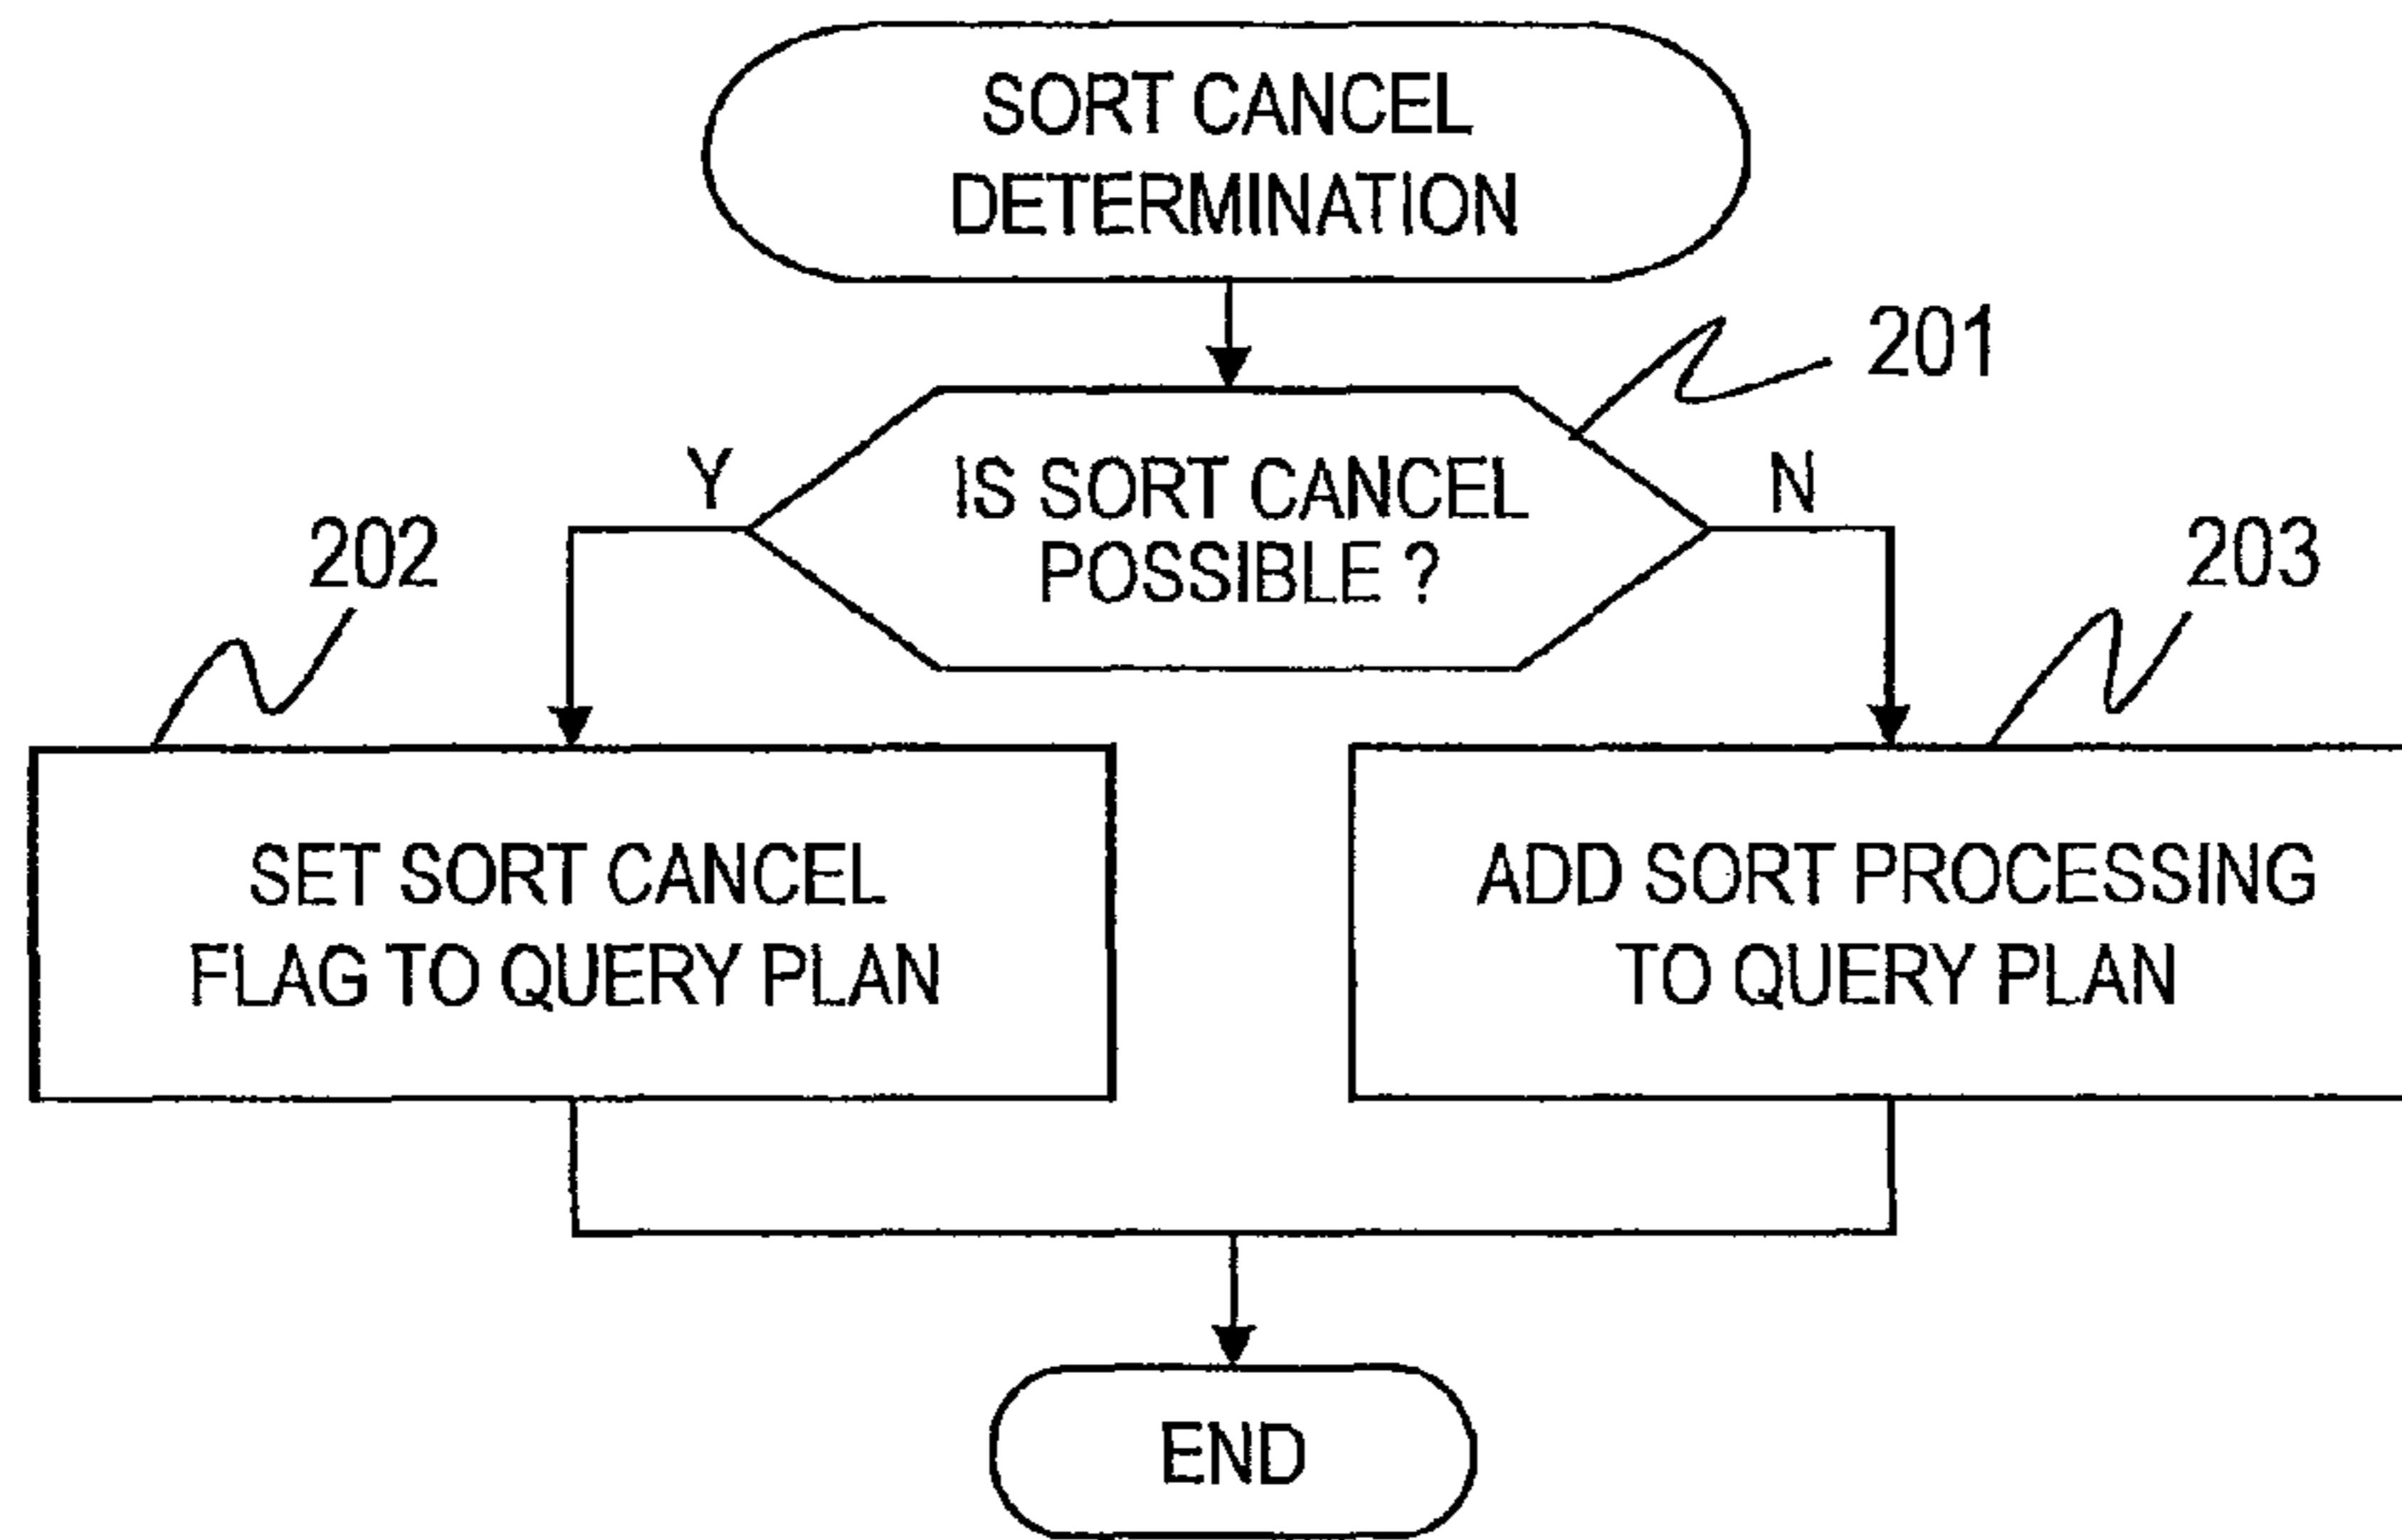 SORT CANCEL
DETERMINATION
201
Y
IS SORT CANCEL
POSSIBLE ?
N
202
203
SET SORT CANCEL
FLAG TO QUERY PLAN
ADD SORT PROCESSING
TO QUERY PLAN
END